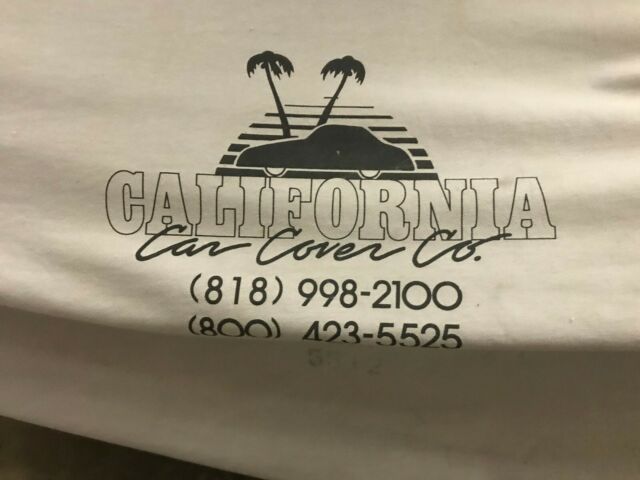 CALIFORNIA
Car Cover Co.
(818) 998-2100
(800) 423-5525